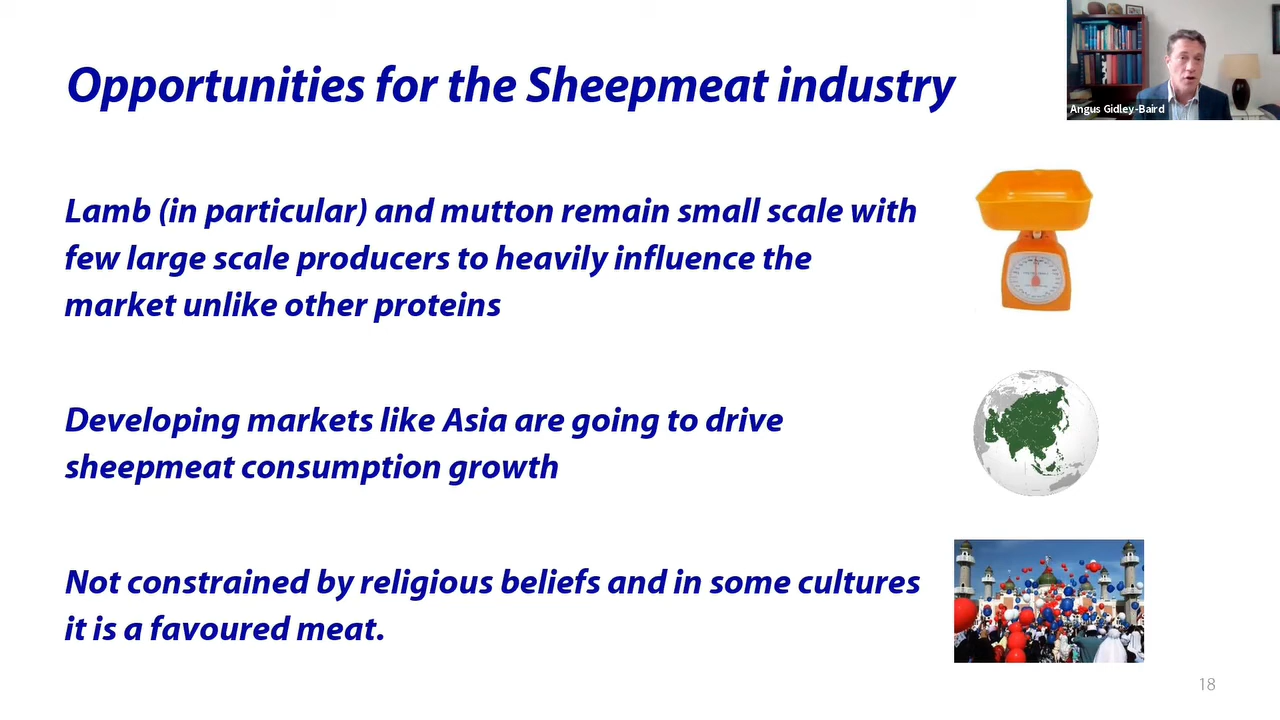 Opportunities for the Sheepmeat industry
Angus Gidley-Baird
Lamb (in particular) and mutton remain small scale with
few large scale producers to heavily influence the
market unlike other proteins
Developing markets like Asia are going to drive
sheepmeat consumption growth
Not constrained by religious beliefs and in some cultures
it is a favoured meat.
18